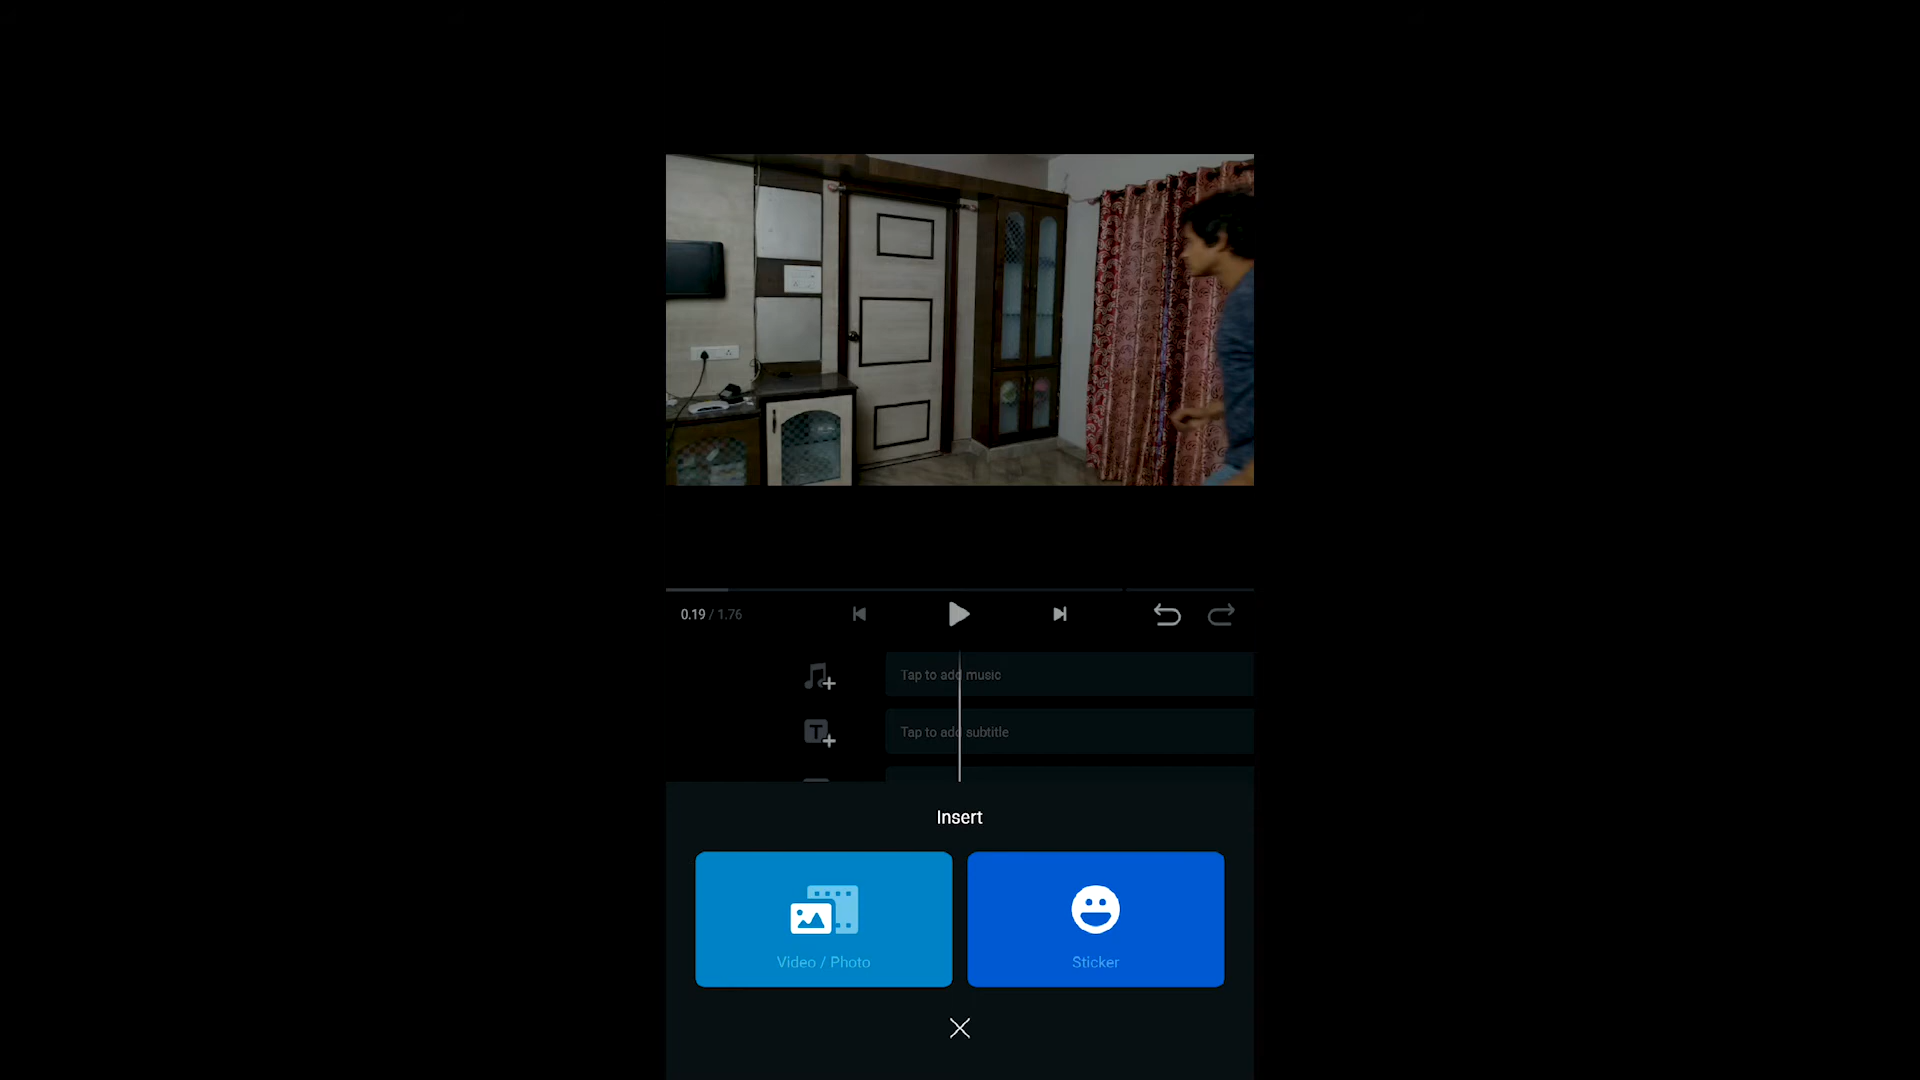 0.19 / 1.76
Tap to add music
T
Tap to add subtitle
Insert
Video / Photo
Sticker